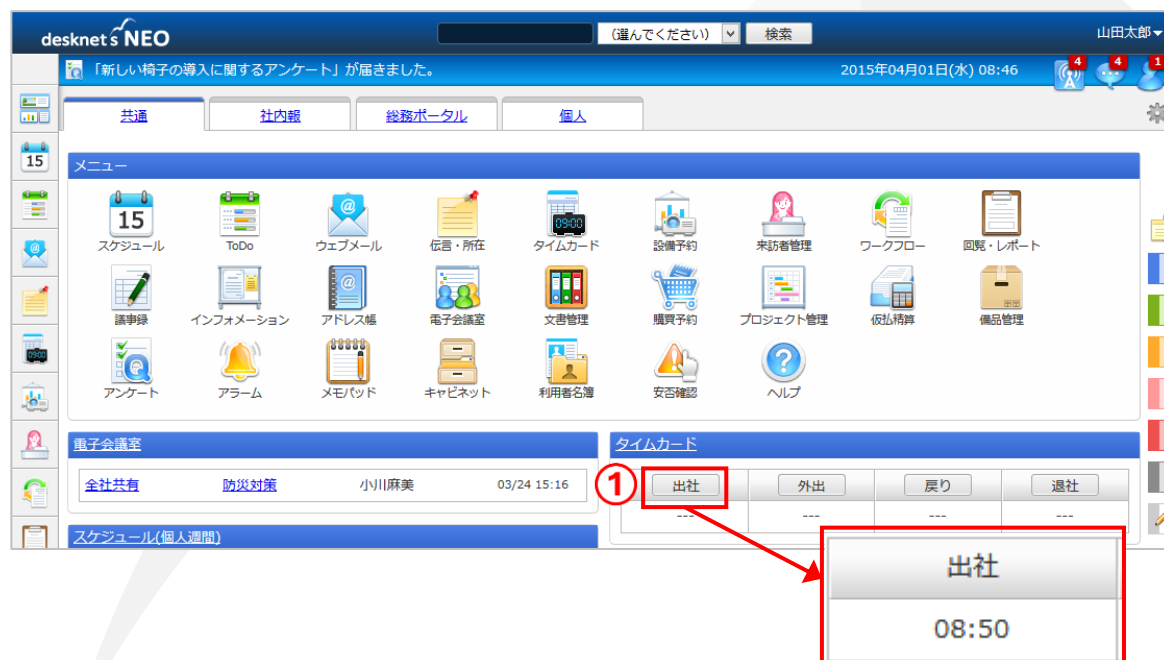 desknet's NEO
(選んでください)
検索
山田太郎
「新しい椅子の導入に関するアンケート」が届きました。
2015年04月01日(水) 08:46
4
4
1
共通
社内報
総務ポータル
個人
15
メニュー
15
スケジュール
ToDo
ウェブメール
伝言・所在
09:00
タイムカード
設備予約
来訪者管理
ワークフロー
回覧・レポート
議事録
インフォメーション
アドレス帳
電子会議室
文書管理
購買予約
プロジェクト管理
仮払精算
備品管理
アンケート
アラーム
メモパッド
キャビネット
利用者名簿
安否確認
ヘルプ
09:00
電子会議室
全社共有
防災対策
小川麻美
03/24 15:16
タイムカード
①
出社
外出
戻り
退社
---
---
---
---
スケジュール(個人週間)
出社
08:50